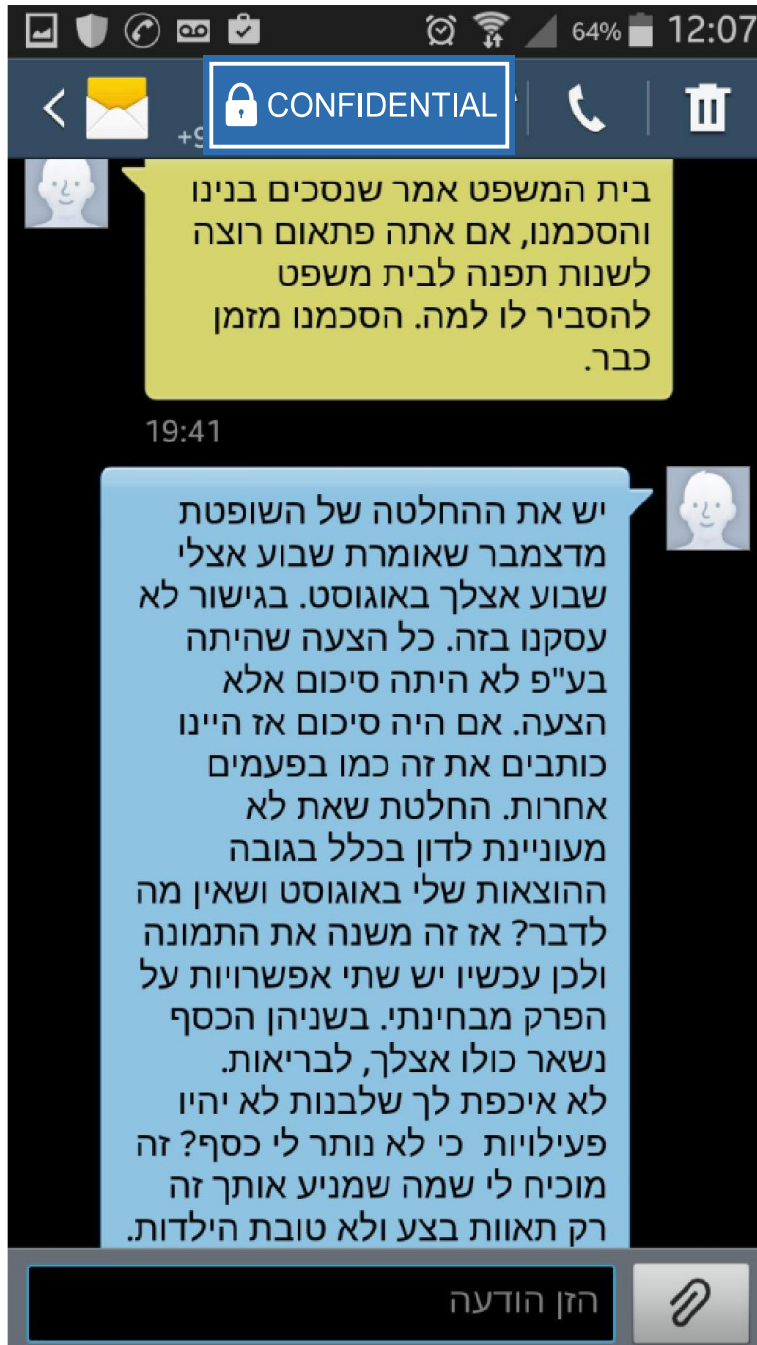 64% 12:07
CONFIDENTIAL
+9
בית המשפט אמר שנסכים בנינו
והסכמנו, אם אתה פתאום רוצה
לשנות תפנה לבית משפט
להסביר לו למה. הסכמנו מזמן
כבר.
19:41
יש את ההחלטה של השופטת
מדצמבר שאומרת שבוע אצלי
שבוע אצלך באוגוסט. בגישור לא
עסקנו בזה. כל הצעה שהיתה
בע"פ לא היתה סיכום אלא
הצעה. אם היה סיכום אז היינו
כותבים את זה כמו בפעמים
אחרות. החלטת שאת לא
מעוניינת לדון בכלל בגובה
ההוצאות שלי באוגוסט ושאין מה
לדבר? אז זה משנה את התמונה
ולכן עכשיו יש שתי אפשרויות על
הפרק מבחינתי. בשניהן הכסף
נשאר כולו אצלך, לבריאות.
לא איכפת לך שלבנות לא יהיו
פעילויות כי לא נותר לי כסף? זה
מוכיח לי שמה שמניע אותך זה
רק תאוות בצע ולא טובת הילדות.
הזן הודעה